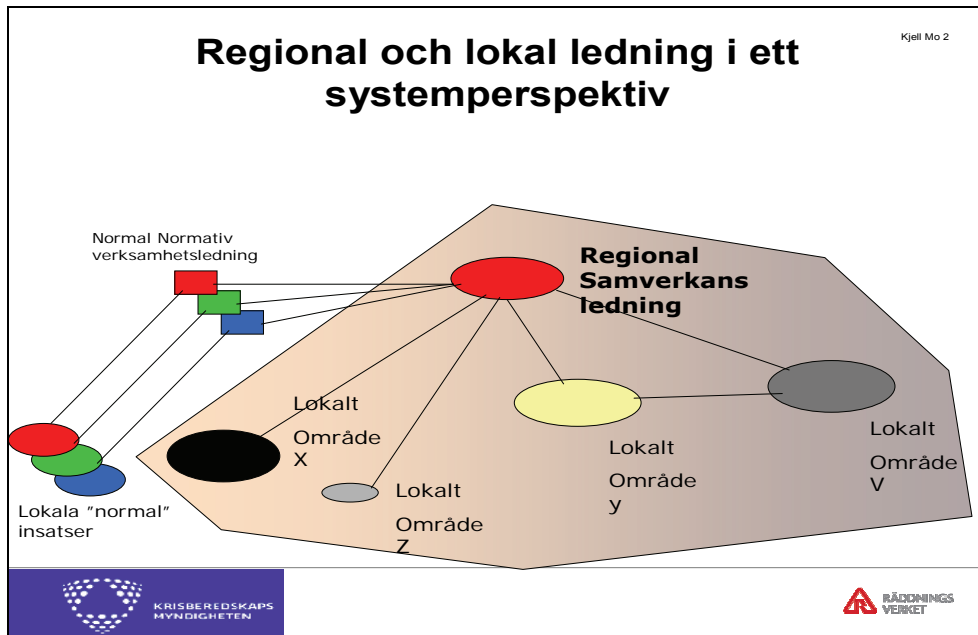 Kjell Mo 2
Regional och lokal ledning i ett
systemperspektiv
Normal Normativ
verksamhetsledning
Regional
Samverkans
ledning
Lokalt
Område
X
Lokalt
Område
Z
Lokalt
Område
y
Lokalt
Område
V
Lokala ”normal”
insatser
KRISBEREDSKAPS
MYNDIGHETEN
RÄDDNINGS
VERKET